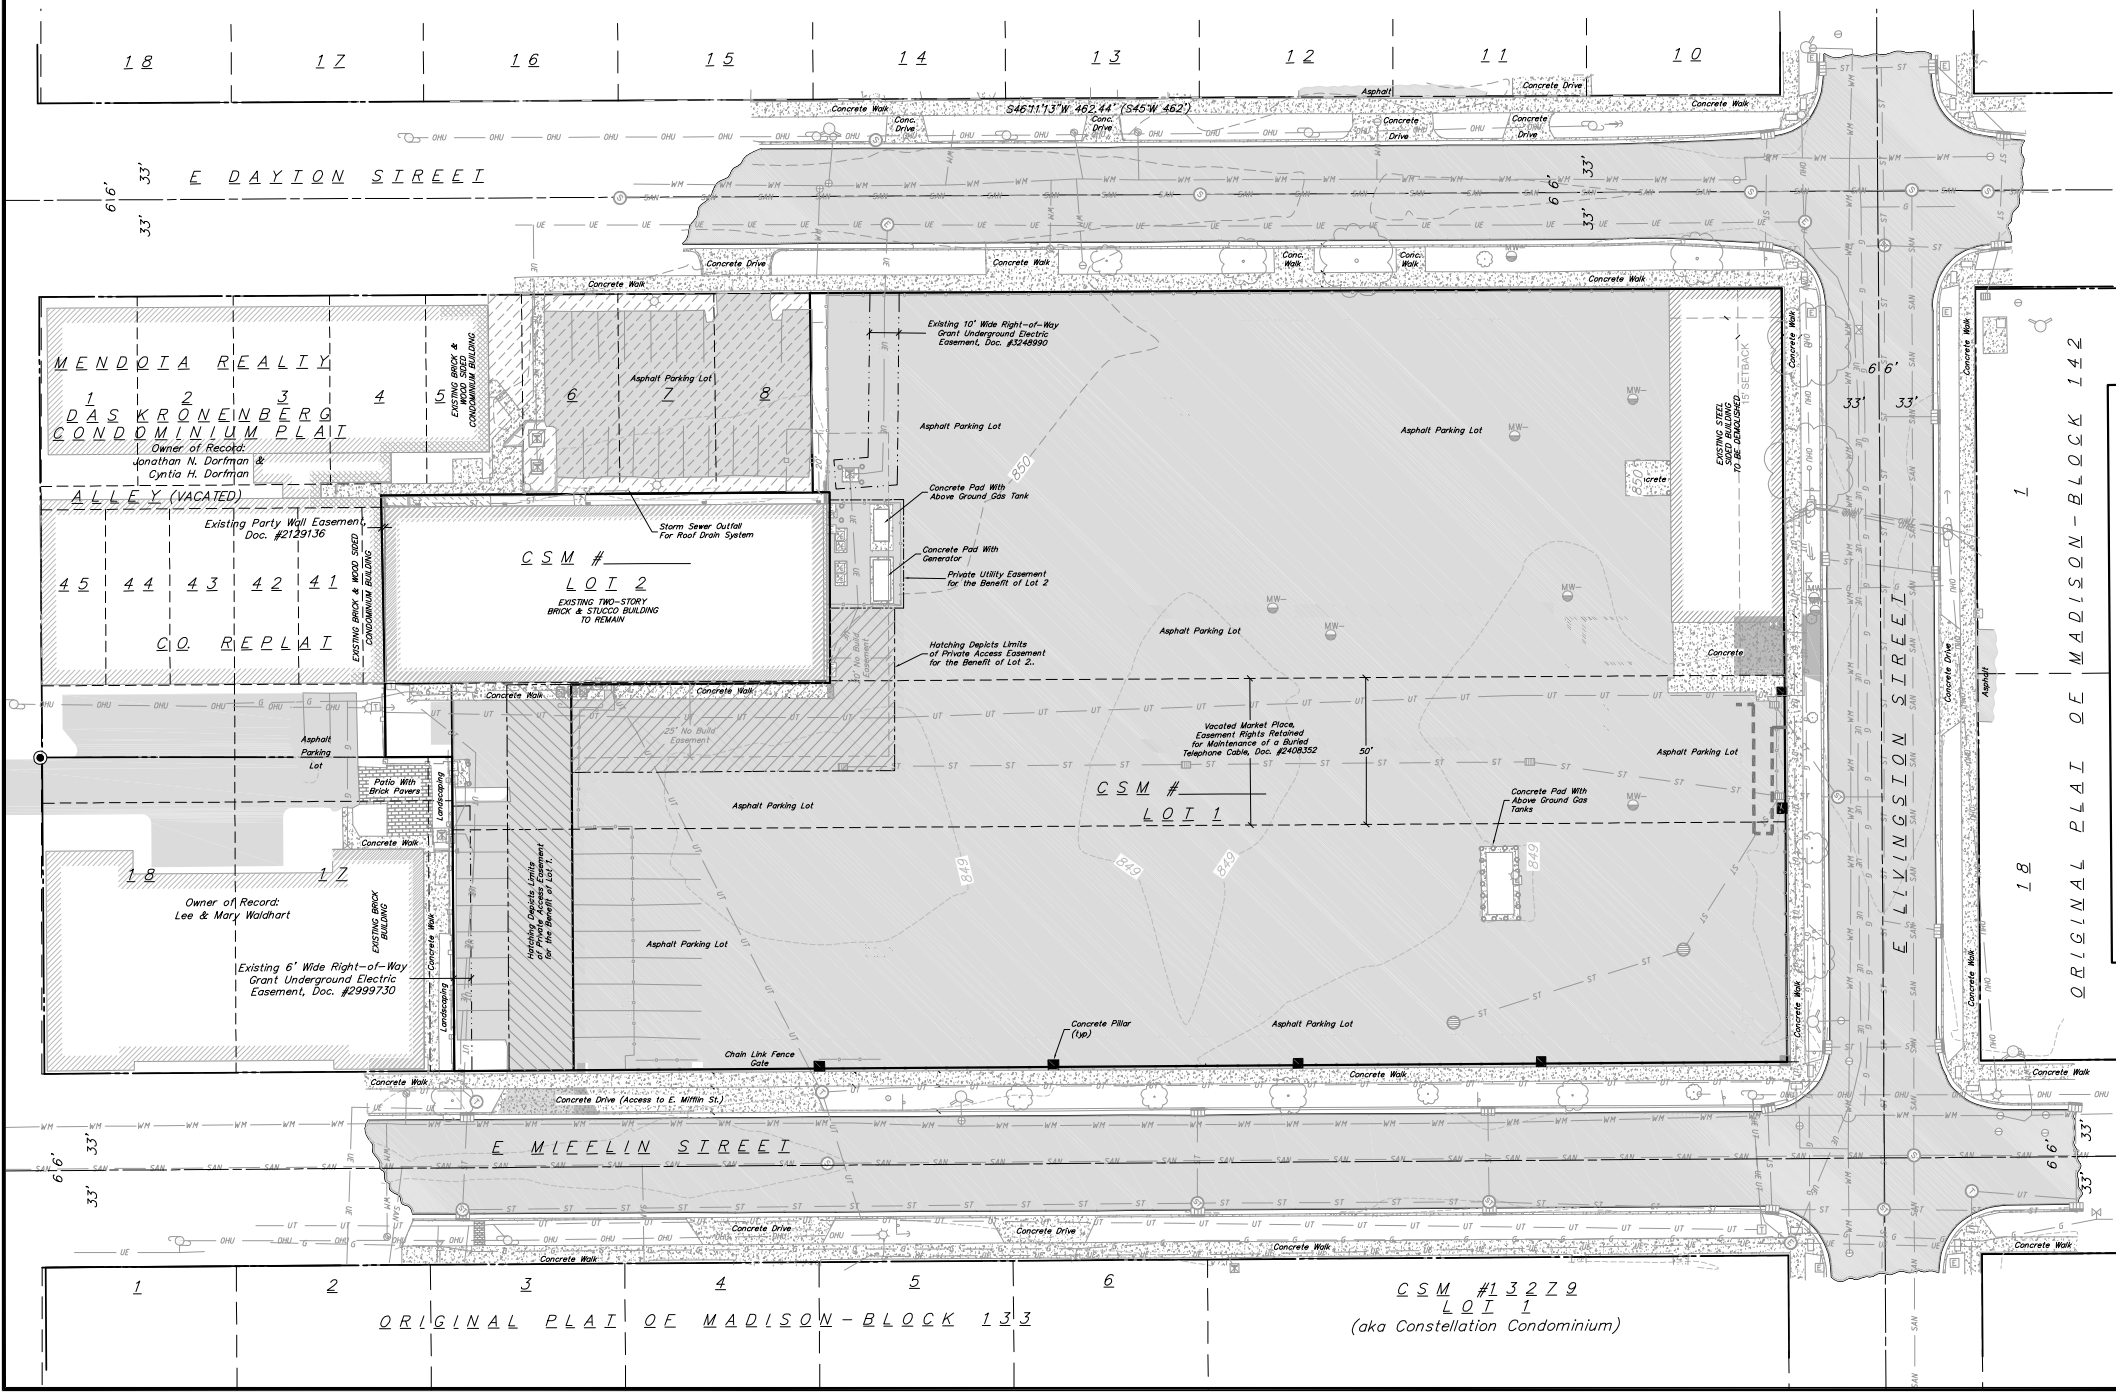 18 17 16 15 14 13 12 11 10
Concrete Walk
S46°11'13"W 462.44' (S45°W 462')
Asphalt
Concrete Drive
Concrete Walk
Conc. Drive
Conc. Drive
Concrete Drive
Concrete Drive
E DAYTON STREET
66'
33'
33'
66'
33'
33'
Concrete Drive
Concrete Walk
Conc. Walk
Conc. Walk
Concrete Walk
Concrete Walk
MENDOTA REALTY
1 2 3 4 5 6 7 8
DAS KRONENBERG
CONDOMINIUM PLAT
Owner of Record:
Jonathan N. Dorfman &
Cyntia H. Dorfman
ALLEY (VACATED)
EXISTING BRICK &
WOOD SIDED
CONDOMINIUM BUILDING
Asphalt Parking Lot
Existing 10' Wide Right-of-Way
Grant Underground Electric
Easement, Doc. #3248990
Asphalt Parking Lot
Asphalt Parking Lot
850
Concrete Pad With
Above Ground Gas Tank
EXISTING STEEL
SIDED BUILDING
TO BE DEMOLISHED
15' SETBACK
850
Concrete Walk
Concrete Walk
66'
33'
33'
Existing Party Wall Easement,
Doc. #2129136
Storm Sewer Outfall
For Roof Drain System
CSM #
LOT 2
EXISTING TWO-STORY
BRICK & STUCCO BUILDING
TO REMAIN
Concrete Pad With
Generator
Private Utility Easement
for the Benefit of Lot 2
45 44 43 42 41
CO. REPLAT
EXISTING BRICK & WOOD SIDED
CONDOMINIUM BUILDING
Hatching Depicts Limits
of Private Access Easement
for the Benefit of Lot 2..
Asphalt Parking Lot
Concrete
Concrete Drive
Asphalt
Concrete Walk
Concrete Walk
25' No Build
Easement
Vacated Market Place,
Easement Rights Retained
for Maintenance of a Buried
Telephone Cable, Doc. #2408352
50'
Asphalt Parking Lot
Asphalt
Parking
Lot
Patio With
Brick Pavers
Landscaping
Concrete Walk
Asphalt Parking Lot
CSM #
LOT 1
Concrete Pad With
Above Ground Gas
Tanks
849
849
849
849
18 17
Owner of Record:
Lee & Mary Waldhart
EXISTING BRICK
BUILDING
Existing 6' Wide Right-of-Way
Grant Underground Electric
Easement, Doc. #2999730
Concrete Walk
Landscaping
Hatching Depicts Limits
of Private Access Easement
for the Benefit of Lot 1.
Asphalt Parking Lot
Concrete Pillar
(typ)
Asphalt Parking Lot
Chain Link Fence
Gate
E LIVINGSTON STREET
Concrete Walk
Concrete Walk
1
18
ORIGINAL PLAT OF MADISON-BLOCK 142
Concrete Walk
Concrete Drive (Access to E. Mifflin St.)
Concrete Walk
Concrete Walk
E MIFFLIN STREET
66'
33'
33'
66'
33'
33'
Concrete Drive
Concrete Drive
Concrete Walk
Concrete Walk
Concrete Walk
1 2 3 4 5 6
ORIGINAL PLAT OF MADISON-BLOCK 133
CSM #13279
LOT 1
(aka Constellation Condominium)